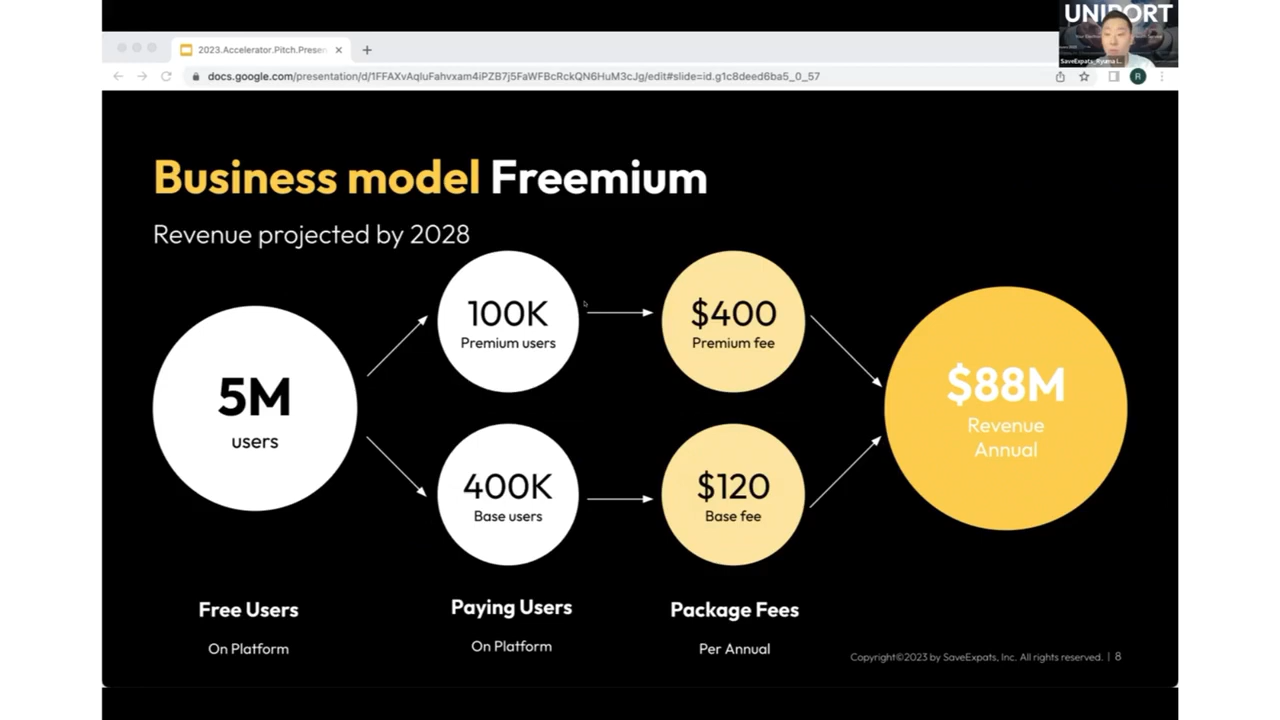 UNIPORT
2023.Accelerator.Pitch.Presen
docs.google.com/presentation/d/1FFAXvAqIuFahvxam4iPZB7j5FaWFBcRckQN6HuM3cJg/edit#slide=id.g1c8deed6ba5_0_57
R
Business model Freemium
Revenue projected by 2028
100K
Premium users
$400
Premium fee
5M
users
$88M
Revenue
Annual
400K
Base users
$120
Base fee
Free Users
Paying Users
Package Fees
On Platform
On Platform
Per Annual
Copyright©2023 by SaveExpats, Inc. All rights reserved. | 8